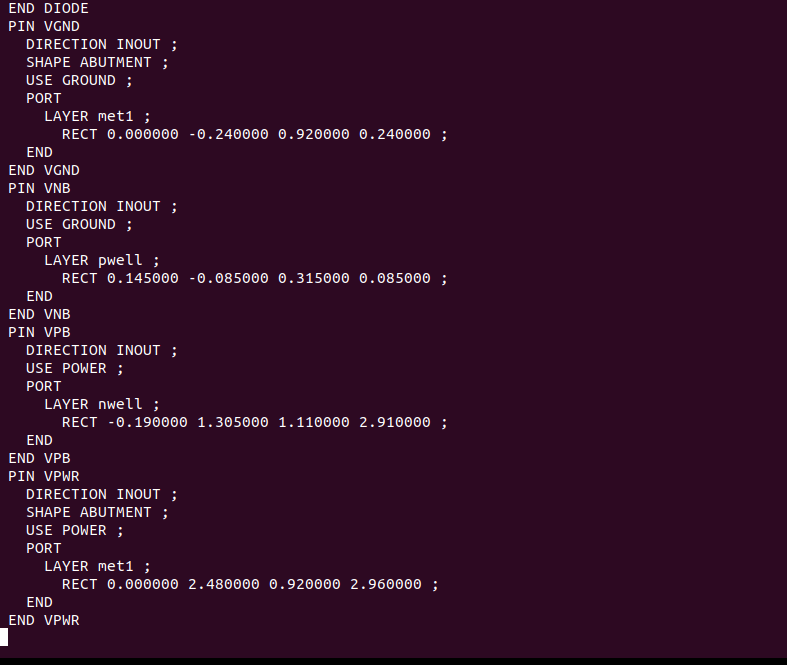 END DIODE
PIN VGND
  DIRECTION INOUT ;
  SHAPE ABUTMENT ;
  USE GROUND ;
  PORT
    LAYER met1 ;
      RECT 0.000000 -0.240000 0.920000 0.240000 ;
  END
END VGND
PIN VNB
  DIRECTION INOUT ;
  USE GROUND ;
  PORT
    LAYER pwell ;
      RECT 0.145000 -0.085000 0.315000 0.085000 ;
  END
END VNB
PIN VPB
  DIRECTION INOUT ;
  USE POWER ;
  PORT
    LAYER nwell ;
      RECT -0.190000 1.305000 1.110000 2.910000 ;
  END
END VPB
PIN VPWR
  DIRECTION INOUT ;
  SHAPE ABUTMENT ;
  USE POWER ;
  PORT
    LAYER met1 ;
      RECT 0.000000 2.480000 0.920000 2.960000 ;
  END
END VPWR